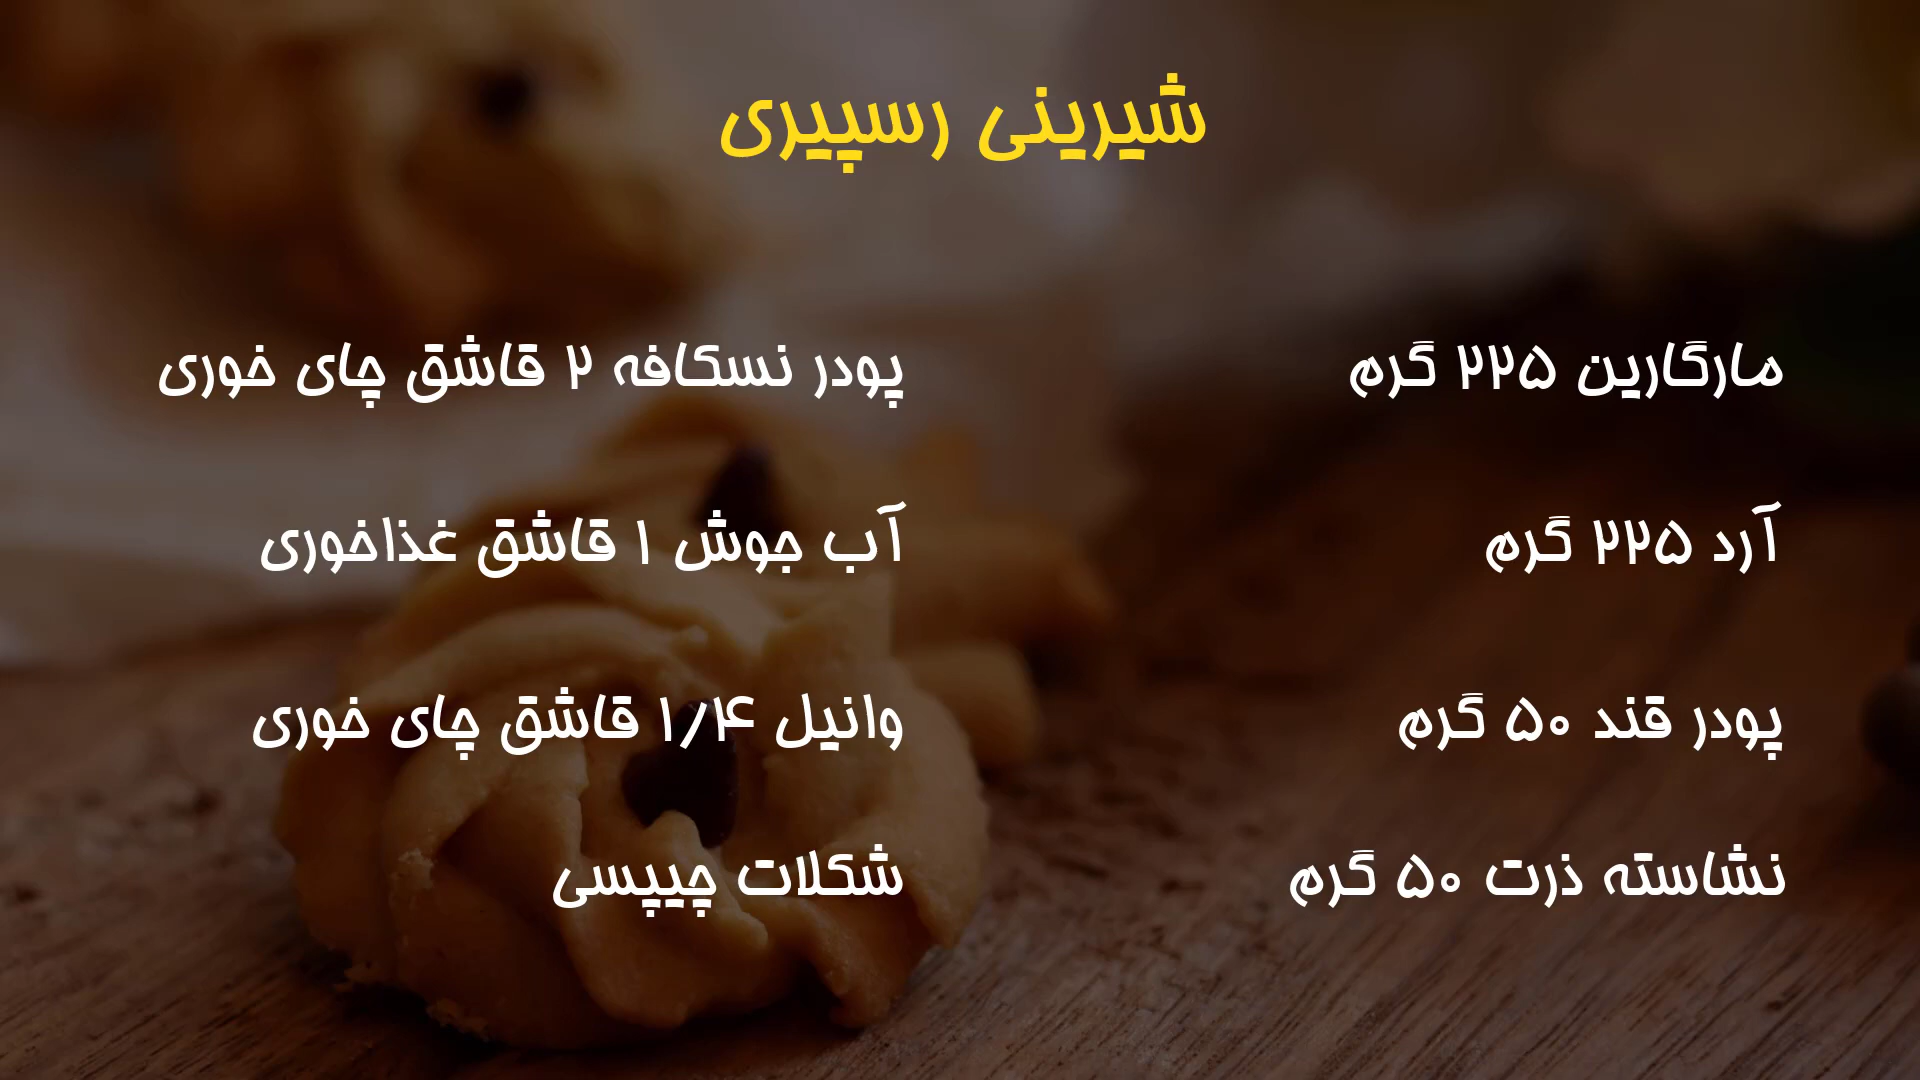 شیرینی رسپیری
مارگارین ۲۲۵ گرم
آرد ۲۲۵ گرم
پودر قند ۵۰ گرم
نشاسته ذرت ۵۰ گرم
پودر نسکافه ۲ قاشق چای خوری
آب جوش ۱ قاشق غذاخوری
وانیل ۱/۴ قاشق چای خوری
شکلات چیپسی